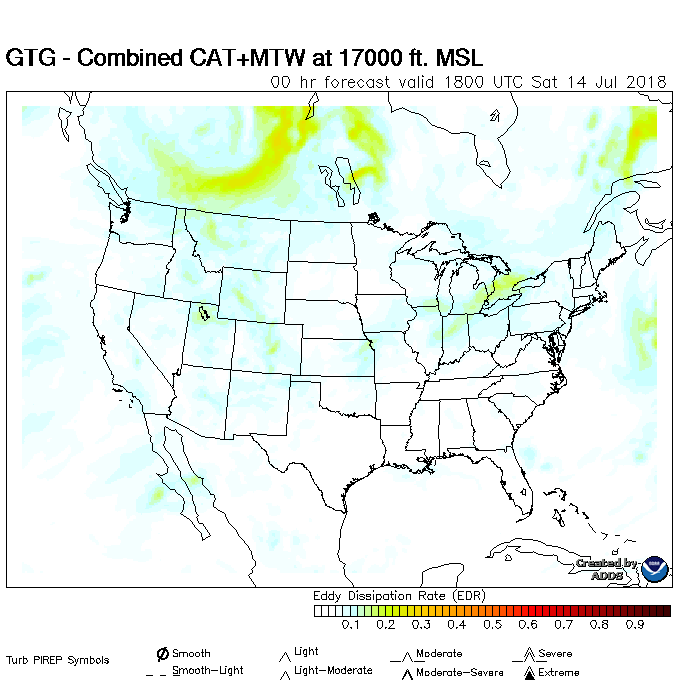 GTG - Combined CAT+MTW at 17000 ft. MSL
00 hr forecast valid 1800 UTC Sat 14 Jul 2018
Created by
ADDS
Eddy Dissipation Rate (EDR)
0.1 0.2 0.3 0.4 0.5 0.6 0.7 0.8 0.9
Turb PIREP Symbols
Smooth Light Moderate Severe
Smooth-Light Light-Moderate Moderate-Severe Extreme